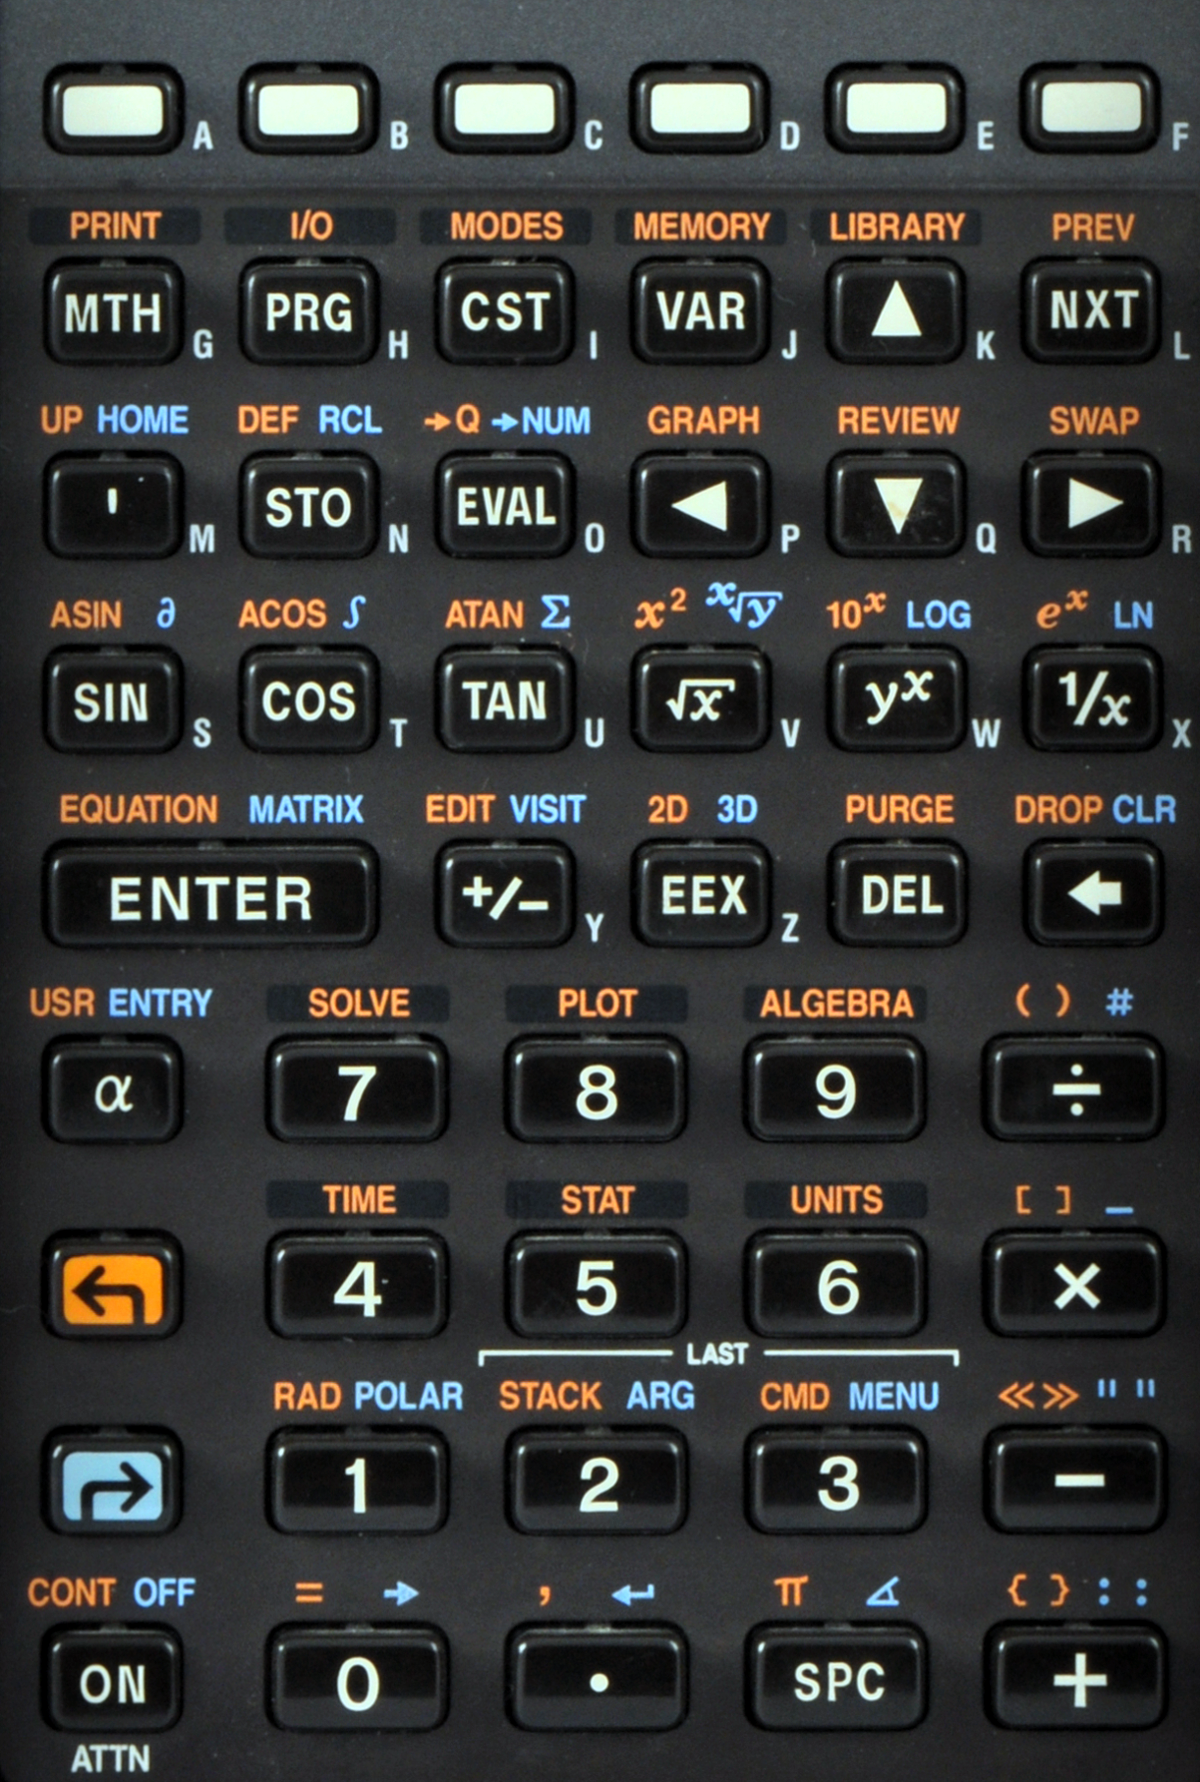 A B C D E F
PRINT I/O MODES MEMORY LIBRARY PREV
MTH G PRG H CST I VAR J ▲ K NXT L
UP HOME DEF RCL →Q →NUM GRAPH REVIEW SWAP
' M STO N EVAL O ◀ P ▼ Q ▶ R
ASIN ∂ ACOS ∫ ATAN Σ x² ˣ√y 10ˣ LOG eˣ LN
SIN S COS T TAN U √x V yˣ W 1/x X
EQUATION MATRIX EDIT VISIT 2D 3D PURGE DROP CLR
ENTER +/− Y EEX Z DEL ←
USR ENTRY SOLVE PLOT ALGEBRA ( ) #
α 7 8 9 ÷
TIME STAT UNITS [ ] _
4 5 6 ×
LAST
RAD POLAR STACK ARG CMD MENU «» " "
1 2 3 −
CONT OFF = → , ↵ π ∡ { } : :
ON 0 . SPC +
ATTN